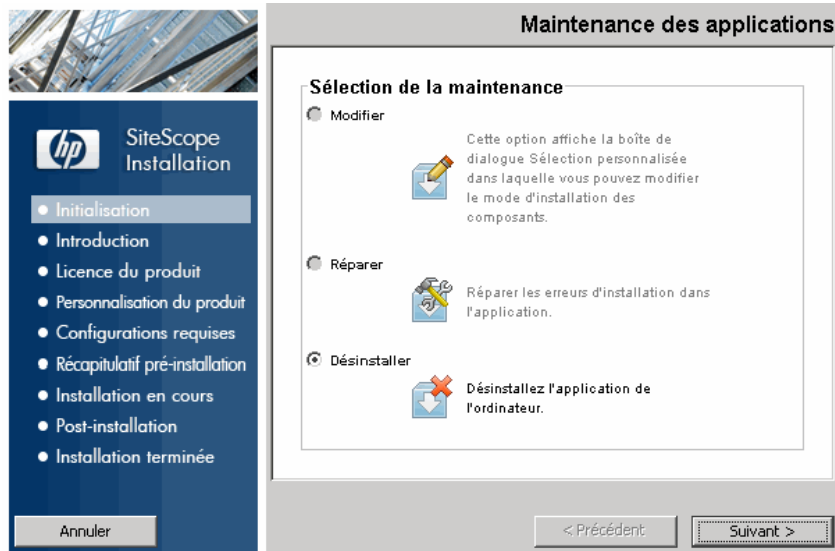 Maintenance des applications
hp
SiteScope
Installation
Initialisation
Introduction
Licence du produit
Personnalisation du produit
Configurations requises
Récapitulatif pré-installation
Installation en cours
Post-installation
Installation terminée
Annuler
Sélection de la maintenance
Modifier
Cette option affiche la boîte de
dialogue Sélection personnalisée
dans laquelle vous pouvez modifier
le mode d'installation des
composants.
Réparer
Réparer les erreurs d'installation dans
l'application.
Désinstaller
Désinstallez l'application de
l'ordinateur.
< Précédent
Suivant >